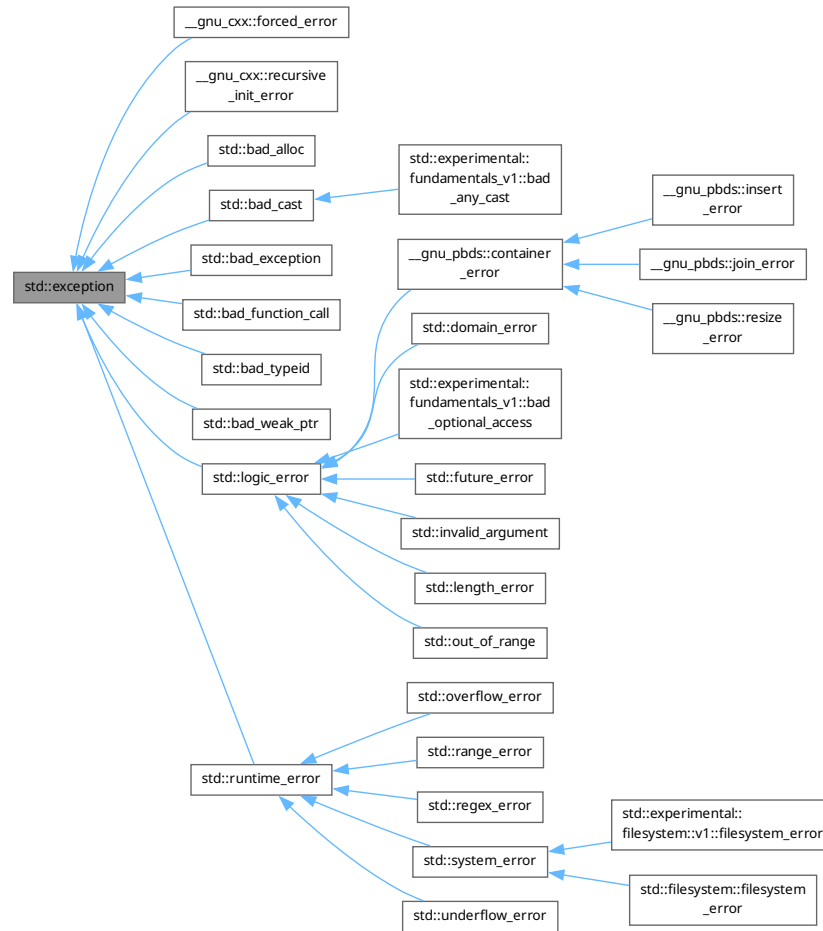 __gnu_cxx::forced_error
__gnu_cxx::recursive
_init_error
std::bad_alloc
std::experimental::
fundamentals_v1::bad
_any_cast
std::bad_cast
__gnu_pbds::insert
_error
std::bad_exception
__gnu_pbds::container
_error
__gnu_pbds::join_error
std::exception
std::bad_function_call
__gnu_pbds::resize
_error
std::domain_error
std::bad_typeid
std::experimental::
fundamentals_v1::bad
_optional_access
std::bad_weak_ptr
std::logic_error
std::future_error
std::invalid_argument
std::length_error
std::out_of_range
std::overflow_error
std::range_error
std::runtime_error
std::regex_error
std::experimental::
filesystem::v1::filesystem_error
std::system_error
std::filesystem::filesystem
_error
std::underflow_error